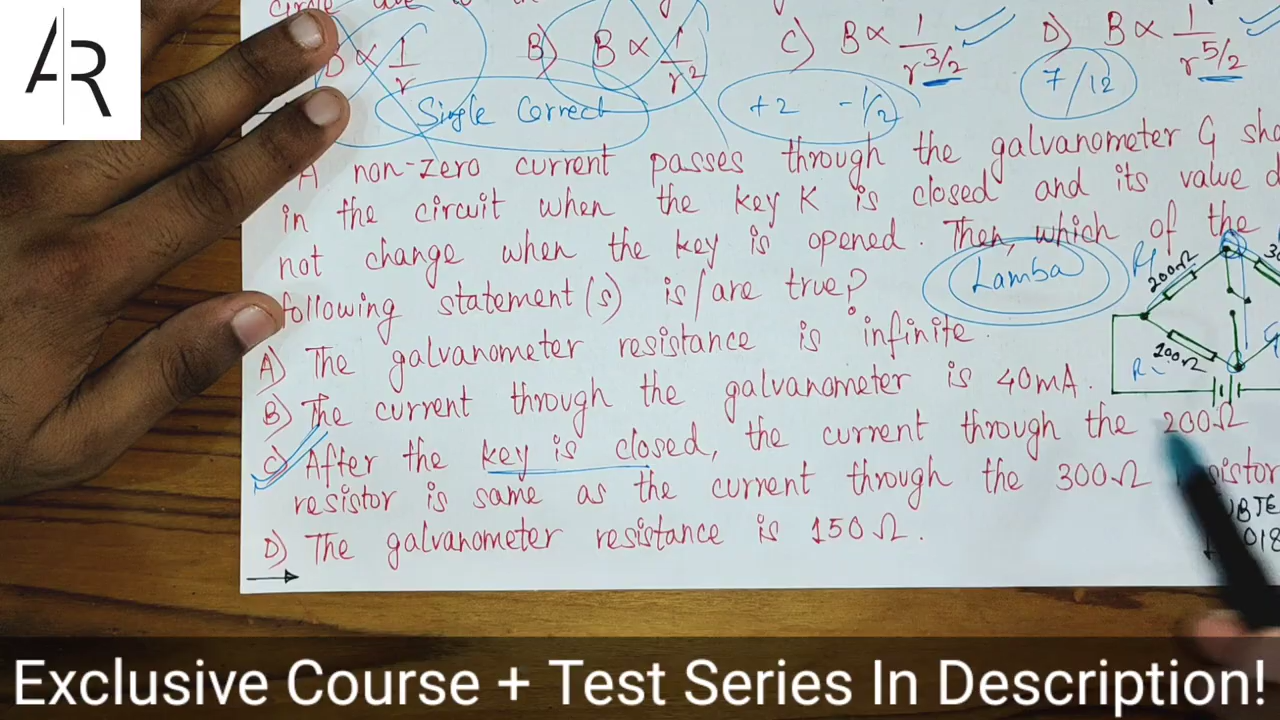 AR
B ∝ 1/r B) B ∝ 1/r² C) B ∝ 1/r^3/2 D) B ∝ 1/r^5/2
Single Correct +2 -1/2 7/12
A non-zero current passes through the galvanometer G
in the circuit when the key K is closed and its value
not change when the key is opened. Then, which of the
Lamba
following statement(s) is/are true?
200Ω
200Ω
A) The galvanometer resistance is infinite.
B) The current through the galvanometer is 40mA.
C) After the key is closed, the current through the 200Ω
resistor is same as the current through the 300Ω
D) The galvanometer resistance is 150Ω.
Exclusive Course + Test Series In Description!